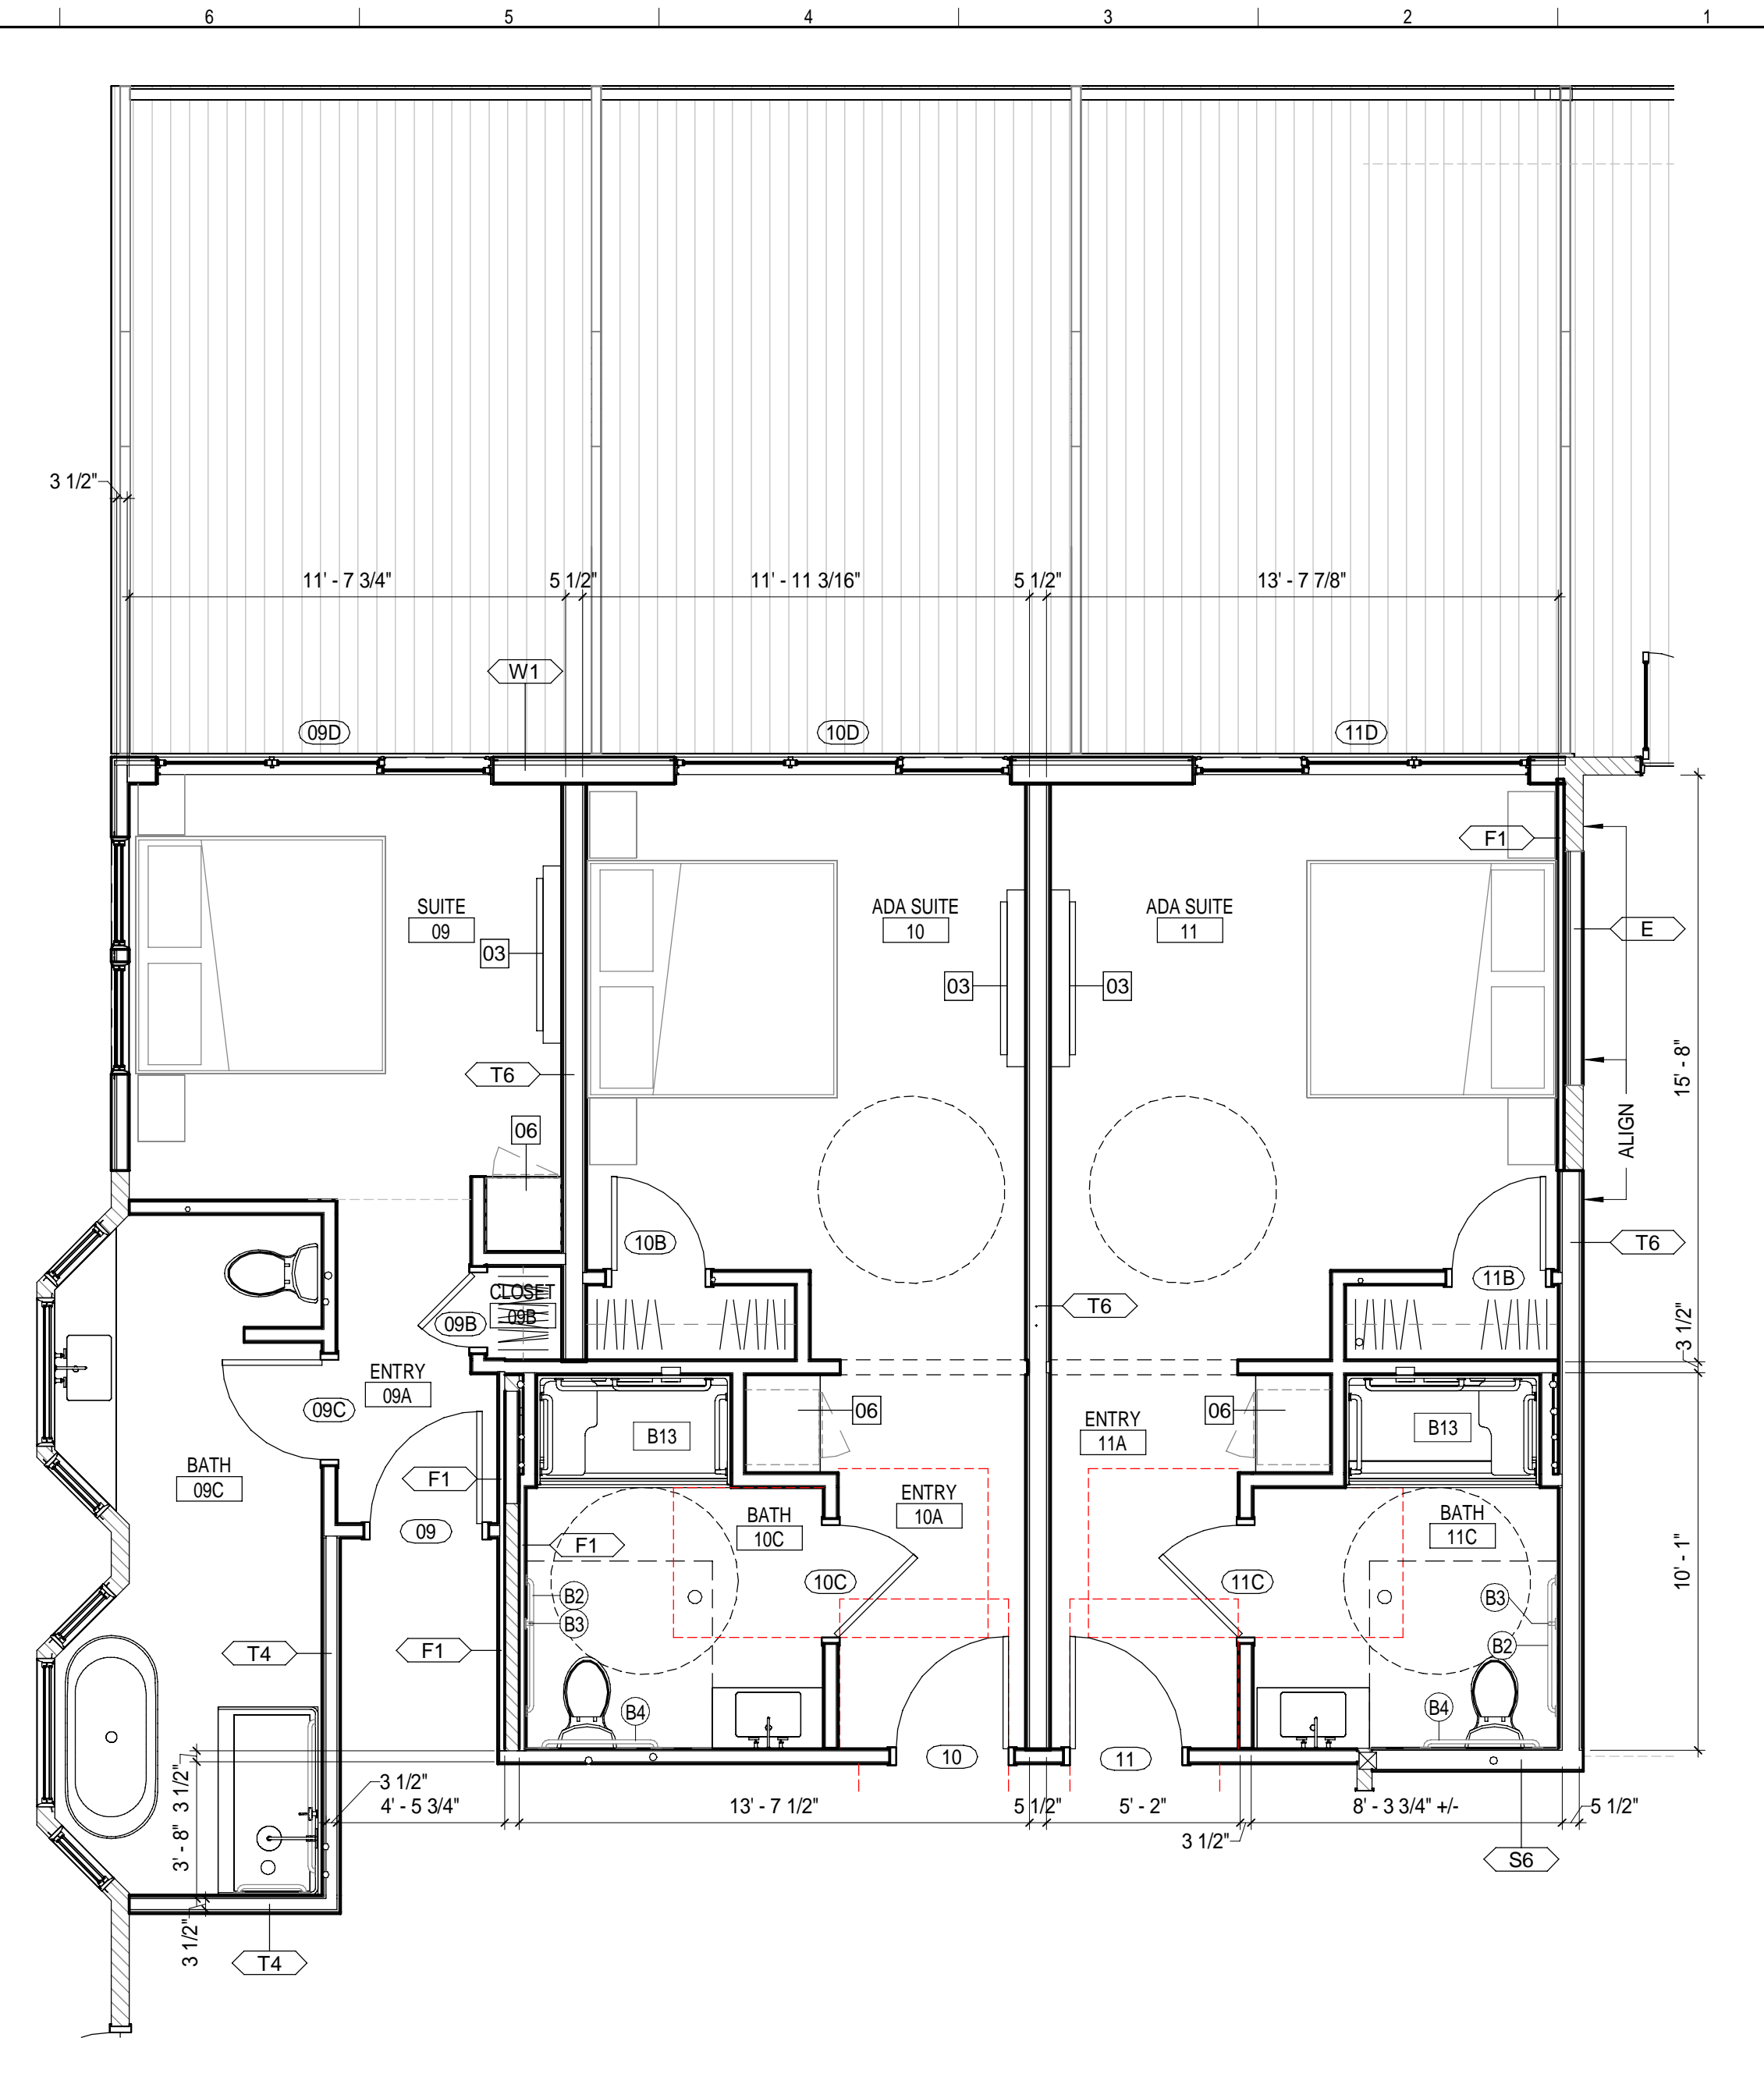 6 5 4 3 2 1
3 1/2"
11' - 7 3/4" 5 1/2" 11' - 11 3/16" 5 1/2" 13' - 7 7/8"
W1
09D 10D 11D
F1
SUITE
09
ADA SUITE
10
ADA SUITE
11
E
03
03
03
T6
15' - 8"
ALIGN
06
10B
11B
T6
CLOSET
09B
09B
T6
3 1/2"
ENTRY
09A
09C
B13
06
ENTRY
11A
06
B13
BATH
09C
F1
ENTRY
10A
BATH
10C
BATH
11C
09
F1
10C
11C
B2
B3
B3
B2
10' - 1"
T4
F1
B4
B4
10
11
3 1/2"
3' - 8"
3 1/2"
3 1/2"
4' - 5 3/4" 13' - 7 1/2" 5 1/2" 5' - 2" 8' - 3 3/4" +/- 5 1/2"
3 1/2"
S6
T4